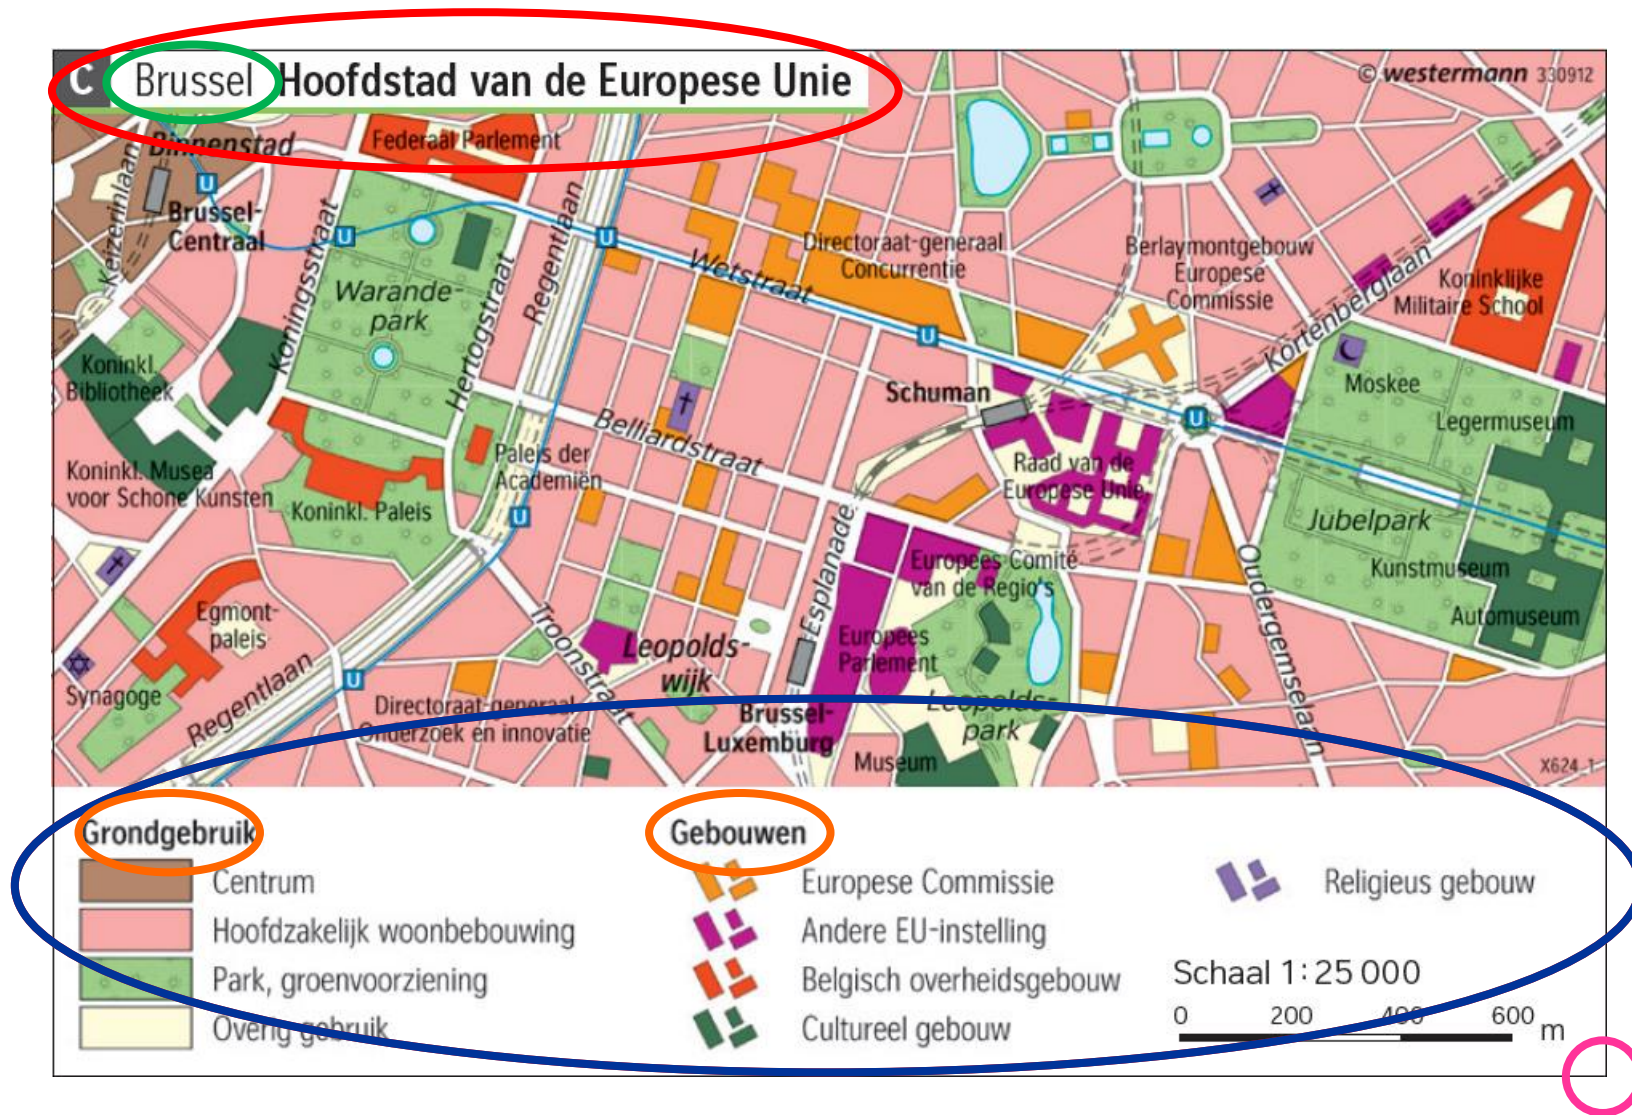 C Brussel Hoofdstad van de Europese Unie
© westermann 330912
Binnenstad
Federaal Parlement
Keizerinlaan
U
Brussel-
Centraal
Koningsstraat
U
Warande-
park
Hertogstraat
Regentlaan
U
Wetstraat
Directoraat-generaal
Concurrentie
U
Berlaymontgebouw
Europese
Commissie
Kortenberglaan
Koninklijke
Militaire School
Koninkl.
Bibliotheek
Schuman
Moskee
Legermuseum
U
Belliardstraat
Koninkl. Musea
voor Schone Kunsten
Koninkl. Paleis
Paleis der
Academiën
U
Raad van de
Europese Unie
Jubelpark
Kunstmuseum
Automuseum
Esplanade
Europees Comité
van de Regio's
Oudergemselaan
Egmont-
paleis
Synagoge
Regentlaan
U
Troonstraat
Leopolds-
wijk
Europees
Parlement
Leopolds-
park
Directoraat-generaal
Onderzoek en innovatie
Brussel-
Luxemburg
Museum
X624_1
Grondgebruik
Centrum
Hoofdzakelijk woonbebouwing
Park, groenvoorziening
Overig gebruik
Gebouwen
Europese Commissie
Andere EU-instelling
Belgisch overheidsgebouw
Cultureel gebouw
Religieus gebouw
Schaal 1:25 000
0 200 400 600 m